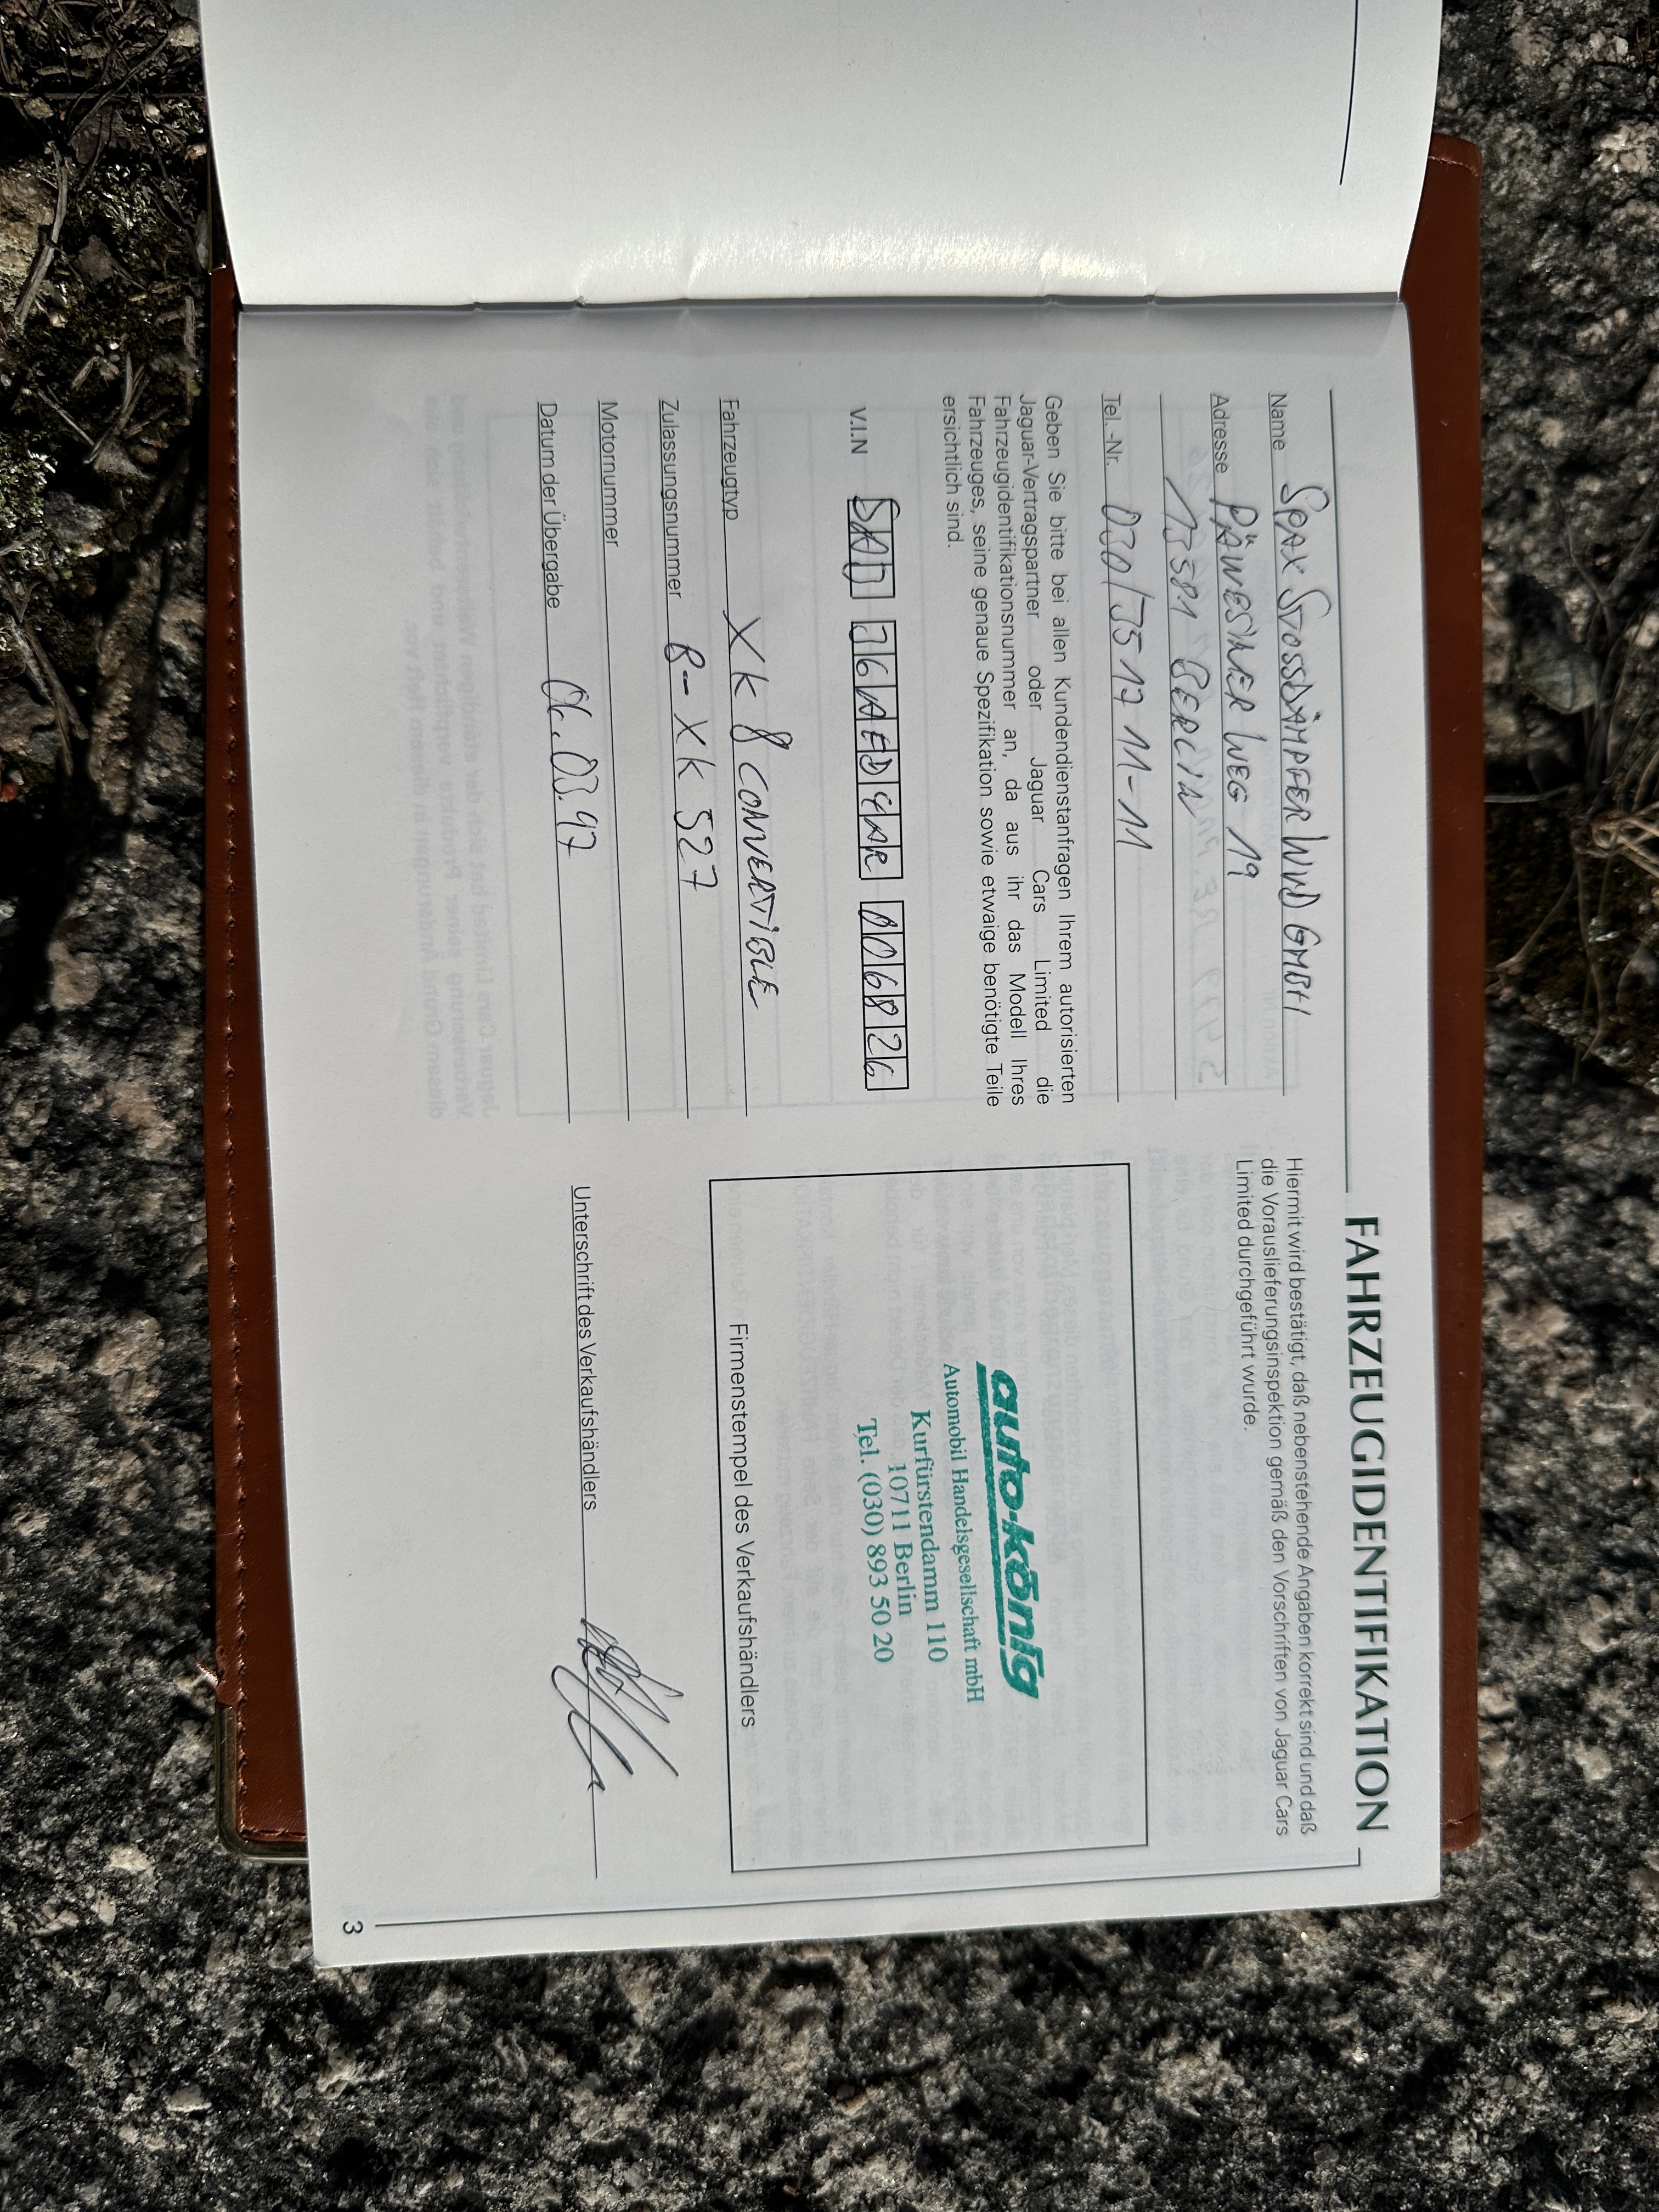 FAHRZEUGIDENTIFIKATION
Name SPAX STOSSDÄMPFER WVD GMBH
Adresse PÄWESINER WEG 19
13581 BERLIN
Tel.-Nr. 030/35 17 11-11
Geben Sie bitte bei allen Kundendienstanfragen Ihrem autorisierten
Jaguar-Vertragspartner oder Jaguar Cars Limited die
Fahrzeugidentifikationsnummer an, da aus ihr das Modell Ihres
Fahrzeuges, seine genaue Spezifikation sowie etwaige benötigte Teile
ersichtlich sind.
V.I.N SAJ 006826
Fahrzeugtyp XK 8 CONVERTIBLE
Zulassungsnummer B-XK 527
Motornummer
Datum der Übergabe 06.03.97
Hiermit wird bestätigt, daß nebenstehende Angaben korrekt sind und daß
die Vorauslieferungsinspektion gemäß den Vorschriften von Jaguar Cars
Limited durchgeführt wurde.
auto-könig
Automobil Handelsgesellschaft mbH
Kurfürstendamm 110
10711 Berlin
Tel. (030) 893 50 20
Firmenstempel des Verkaufshändlers
Unterschrift des Verkaufshändlers
3